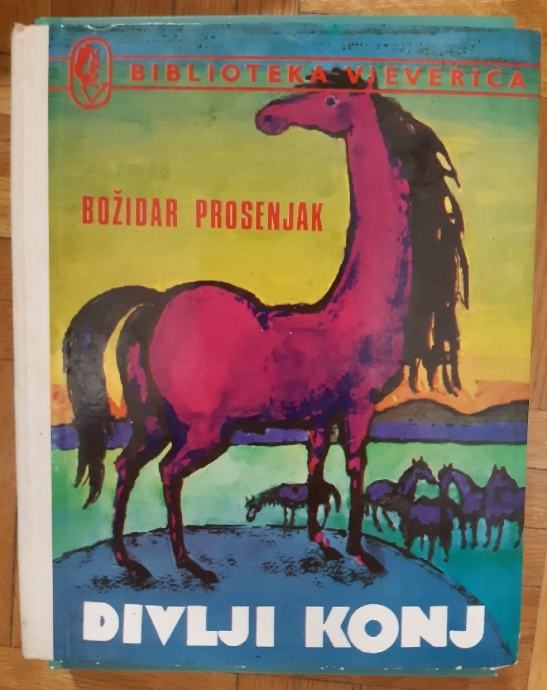 BIBLIOTEKA VJEVERICA
BOŽIDAR PROSENJAK
DIVLJI KONJ